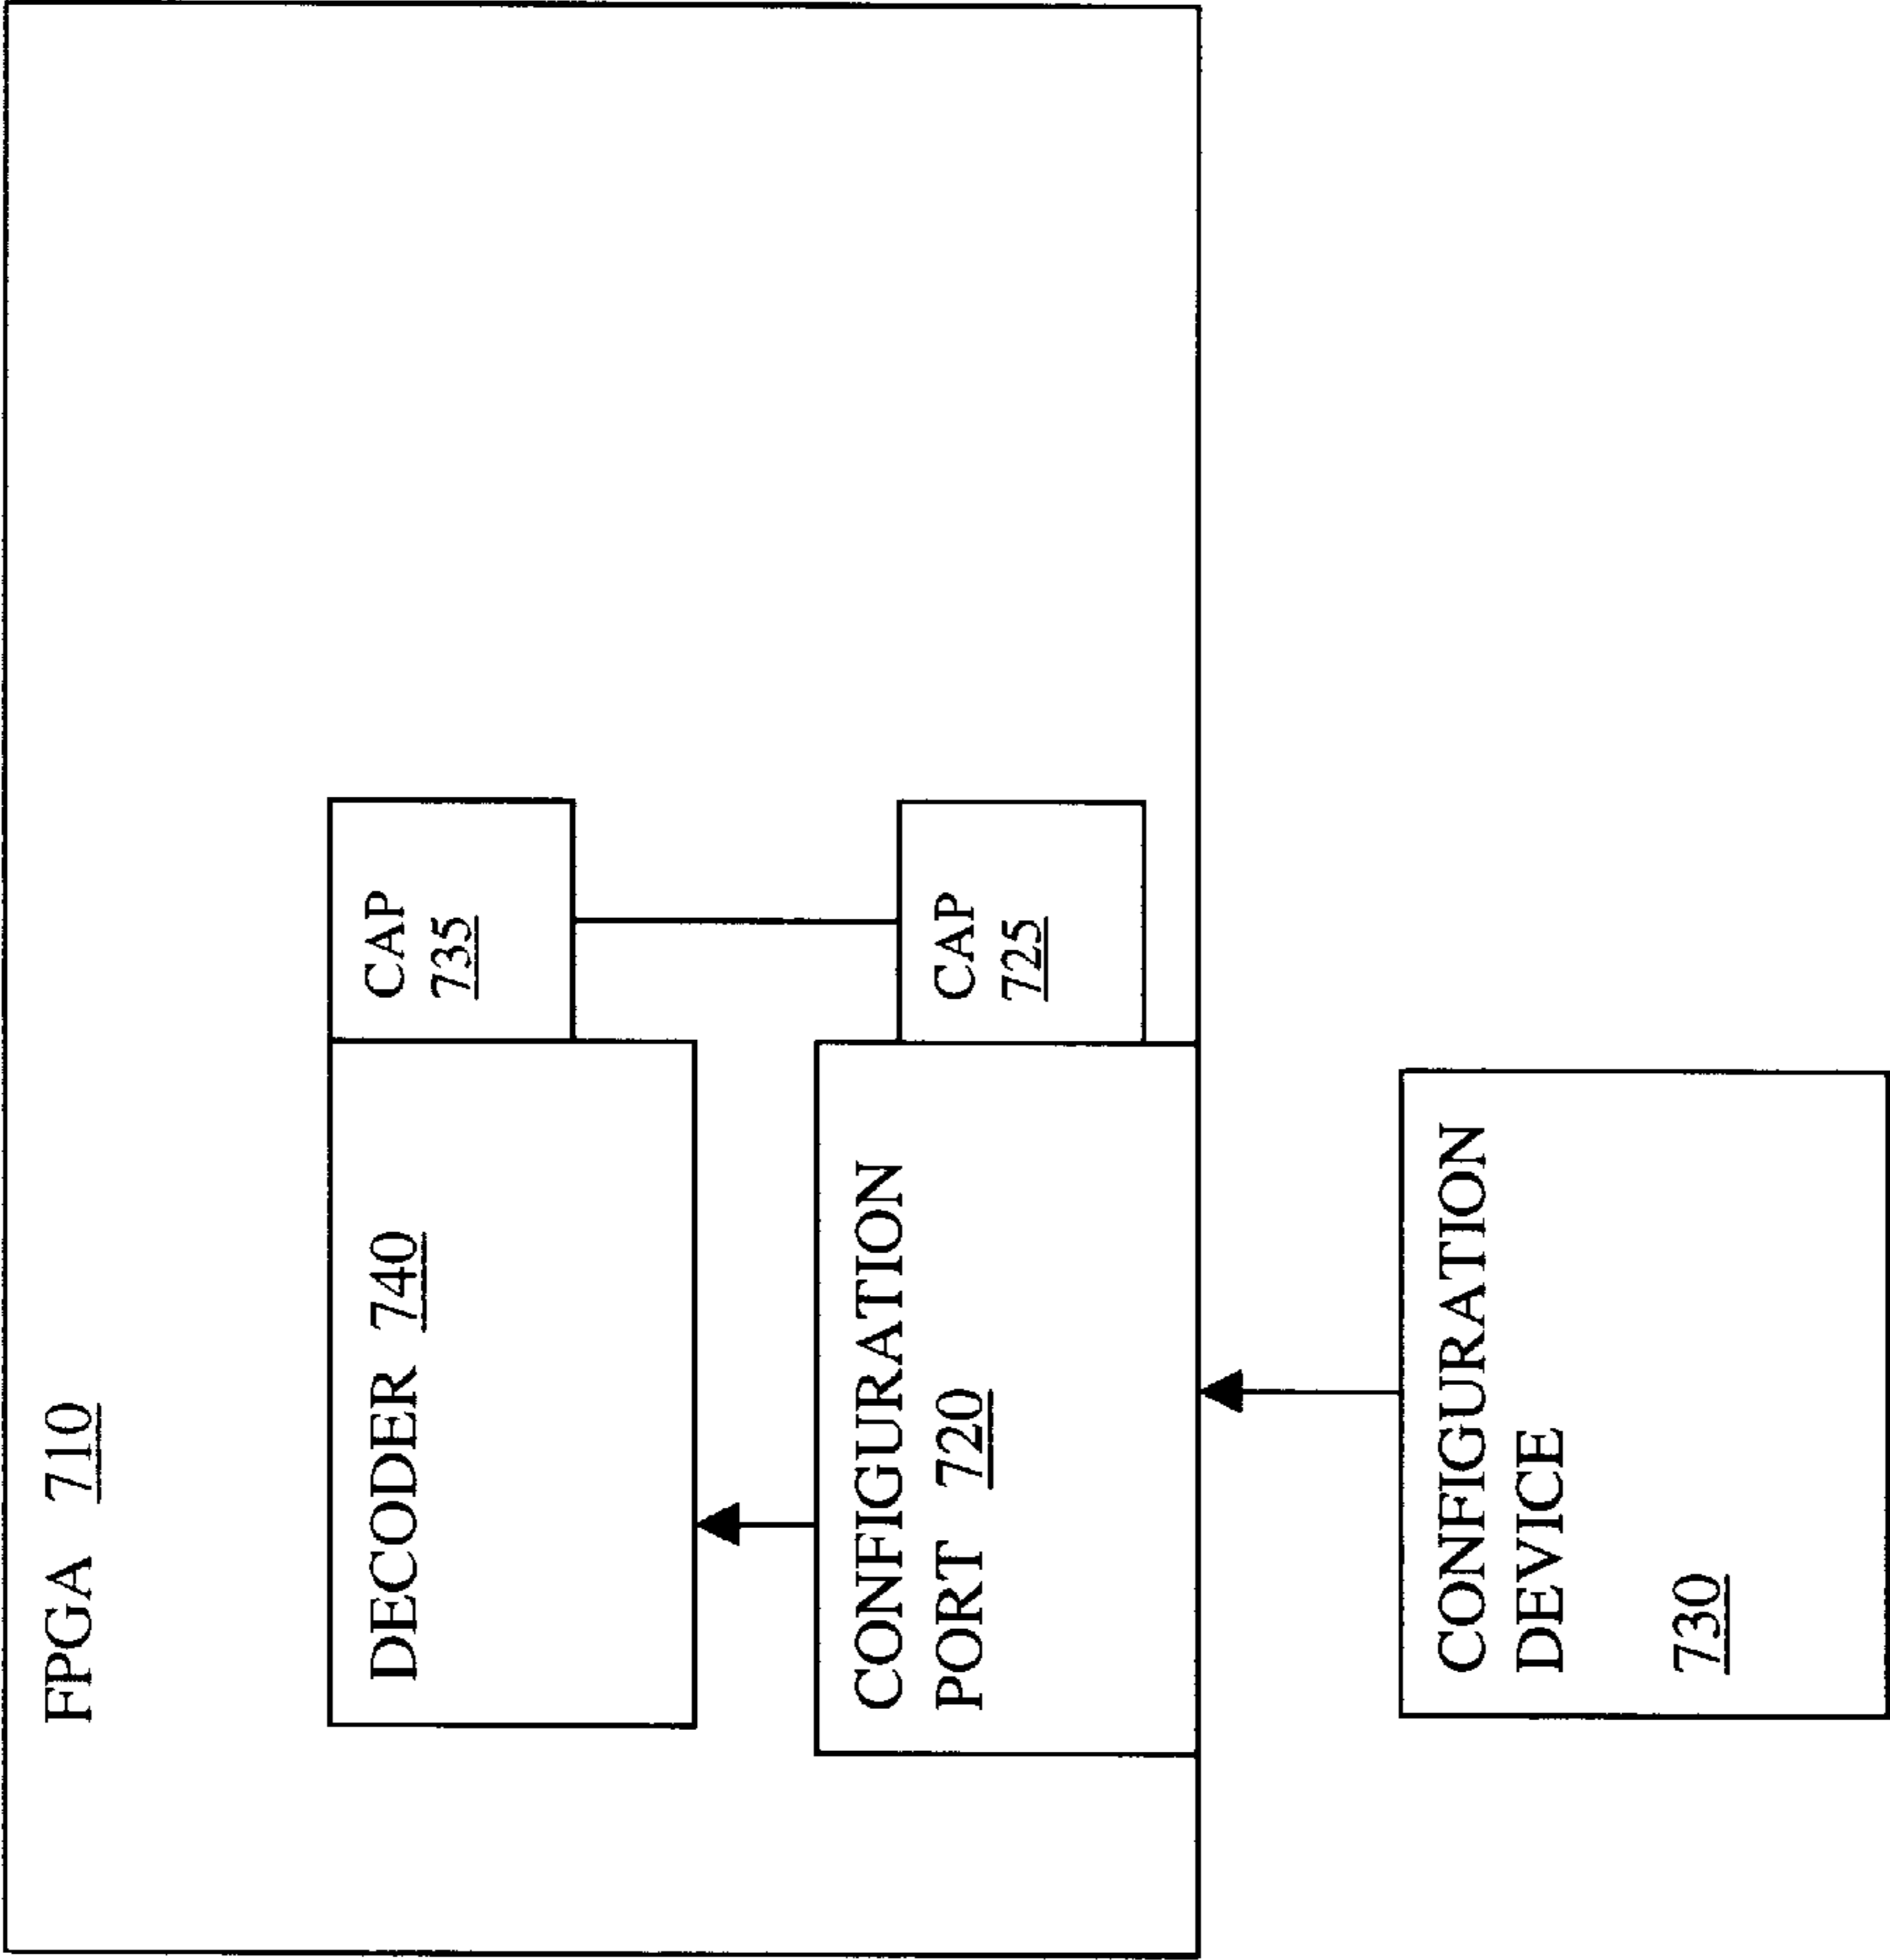 FPGA 710
DECODER 740
CAP
735
CONFIGURATION
PORT 720
CAP
725
CONFIGURATION
DEVICE
730